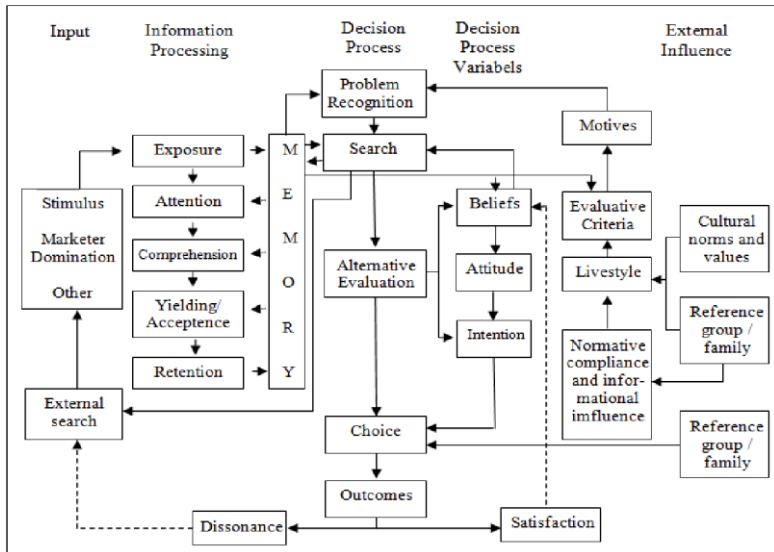 Input
Information
Processing
Decision
Process
Decision
Process
Variabels
External
Influence
Problem
Recognition
Motives
Exposure
M
E
M
O
R
Y
Search
Stimulus
Marketer
Domination
Other
Attention
Beliefs
Evaluative
Criteria
Cultural
norms and
values
Comprehension
Alternative
Evaluation
Attitude
Livestyle
Yielding/
Acceptence
Intention
Reference
group /
family
Retention
Normative
compliance
and infor-
mational
imfluence
External
search
Choice
Reference
group /
family
Outcomes
Dissonance
Satisfaction